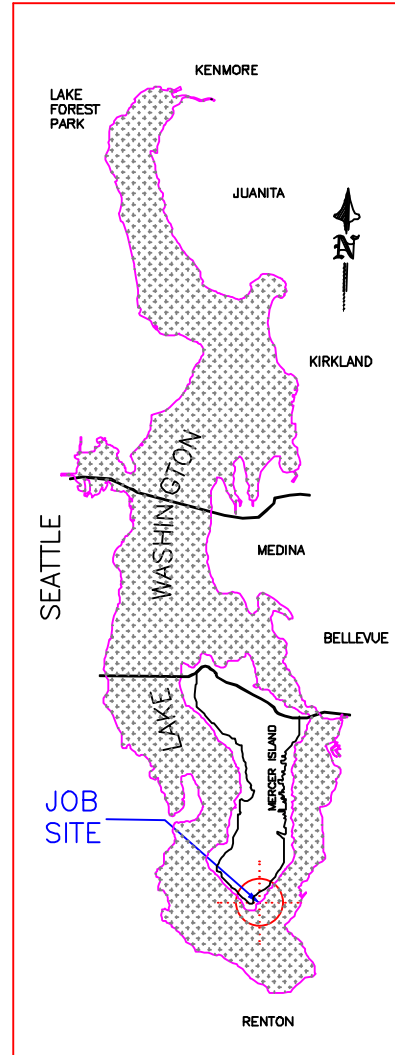 KENMORE
LAKE
FOREST
PARK
JUANITA
N
KIRKLAND
WASHINGTON
SEATTLE
MEDINA
BELLEVUE
LAKE
MERCER ISLAND
JOB
SITE
RENTON